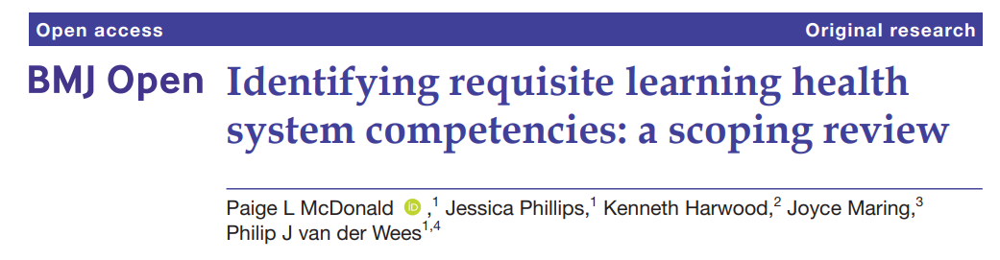 Open access
Original research
BMJ Open
Identifying requisite learning health
system competencies: a scoping review
Paige L McDonald iD ,1 Jessica Phillips,1 Kenneth Harwood,2 Joyce Maring,3
Philip J van der Wees1,4